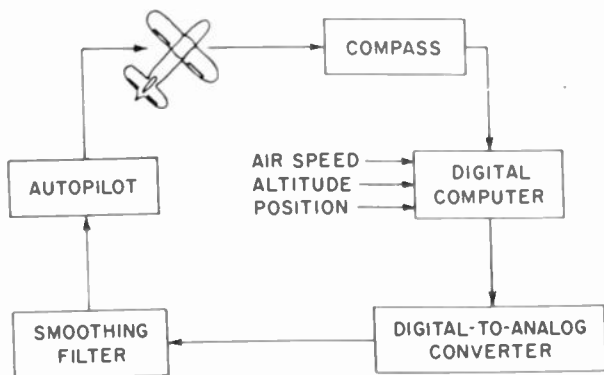 COMPASS
AIR SPEED
ALTITUDE
POSITION
DIGITAL
COMPUTER
AUTOPILOT
SMOOTHING
FILTER
DIGITAL-TO-ANALOG
CONVERTER